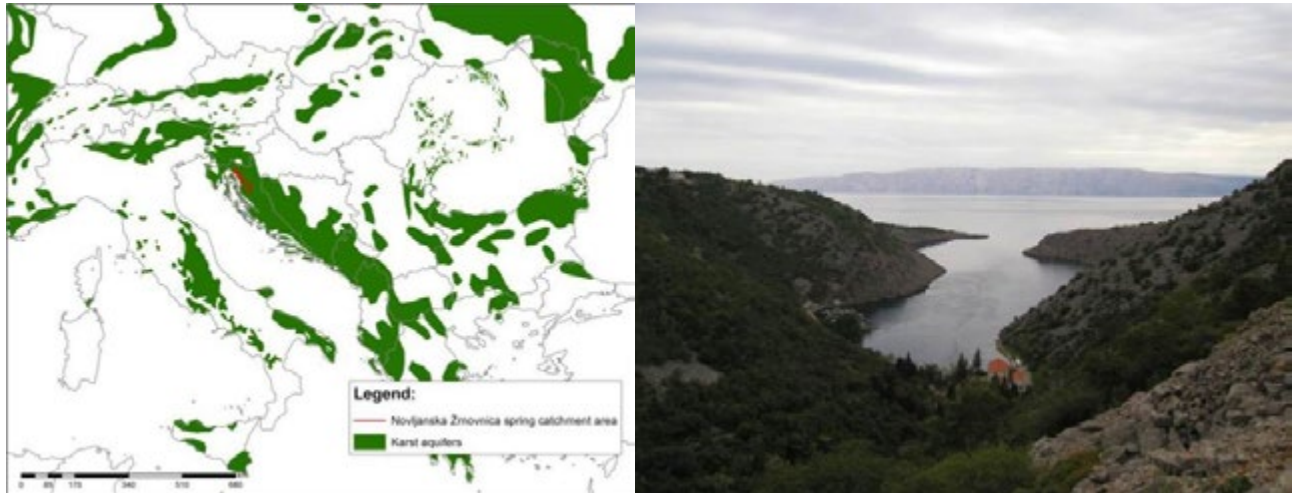 Legend:
Novljanska Žrnovnica spring catchment area
Karst aquifers
0 85 170 340 510 680